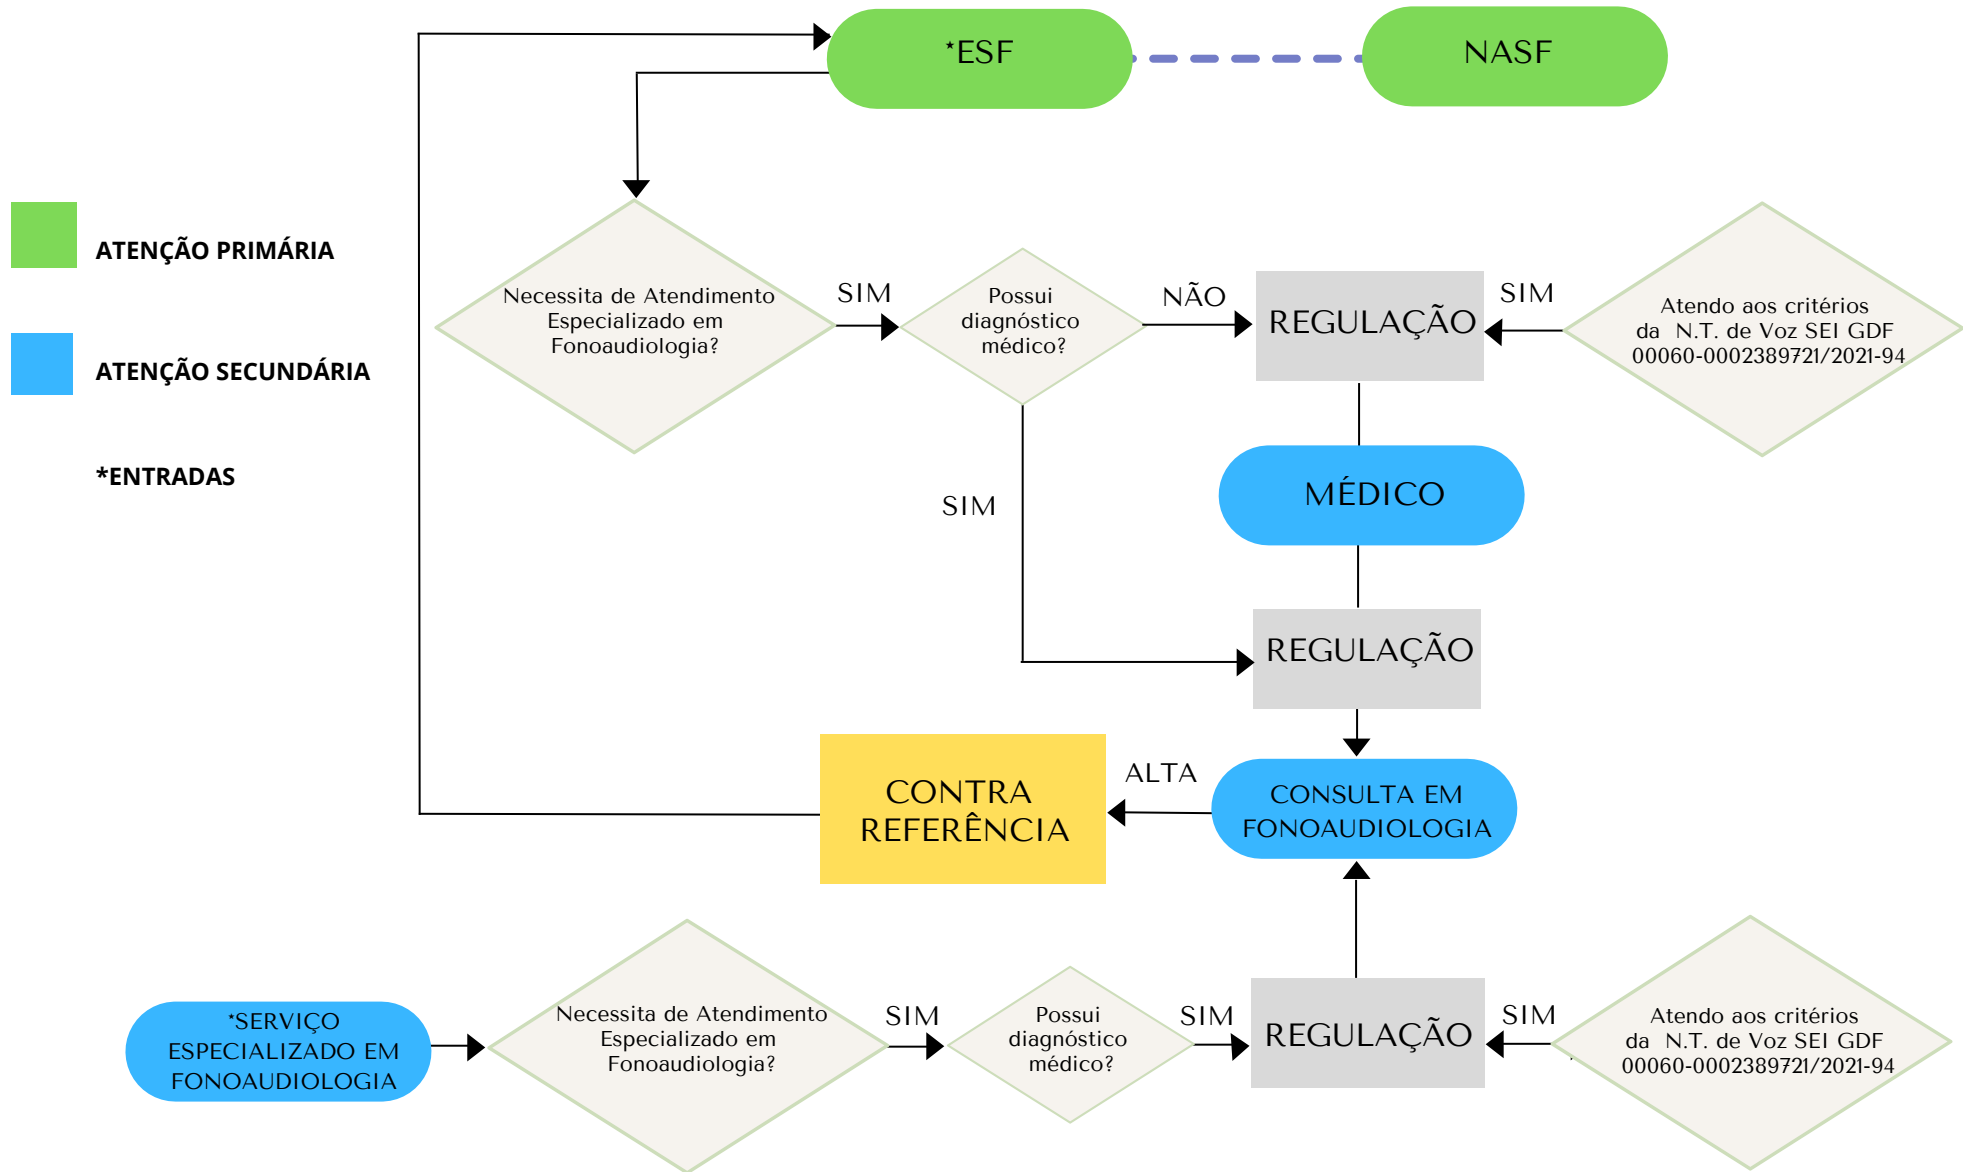 *ESF
NASF
ATENÇÃO PRIMÁRIA
ATENÇÃO SECUNDÁRIA
*ENTRADAS
Necessita de Atendimento
Especializado em
Fonoaudiologia?
SIM
Possui
diagnóstico
médico?
NÃO
REGULAÇÃO
SIM
Atendo aos critérios
da N.T. de Voz SEI GDF
00060-0002389721/2021-94
SIM
MÉDICO
REGULAÇÃO
CONTRA
REFERÊNCIA
ALTA
CONSULTA EM
FONOAUDIOLOGIA
*SERVIÇO
ESPECIALIZADO EM
FONOAUDIOLOGIA
Necessita de Atendimento
Especializado em
Fonoaudiologia?
SIM
Possui
diagnóstico
médico?
SIM
REGULAÇÃO
SIM
Atendo aos critérios
da N.T. de Voz SEI GDF
00060-0002389721/2021-94